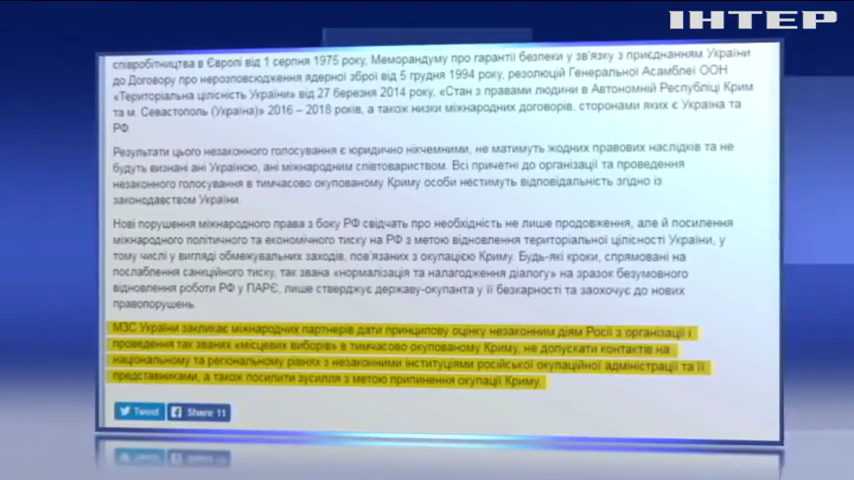 ІНТЕР
співробітництва в Європі від 1 серпня 1975 року, Меморандуму про гарантії безпеки у зв'язку з приєднанням України
до Договору про нерозповсюдження ядерної зброї від 5 грудня 1994 року, резолюцій Генеральної Асамблеї ООН
«Територіальна цілісність України» від 27 березня 2014 року, «Стан з правами людини в Автономній Республіці Крим
та м. Севастополь (Україна)» 2016 – 2018 років, а також низки міжнародних договорів, сторонами яких є Україна та
РФ.
Результати цього незаконного голосування є юридично нікчемними, не матимуть жодних правових наслідків та не
будуть визнані ані Україною, ані міжнародним співтовариством. Всі причетні до організації та проведення
незаконного голосування в тимчасово окупованому Криму особи нестимуть відповідальність згідно із
законодавством України.
Нові порушення міжнародного права з боку РФ свідчать про необхідність не лише продовження, але й посилення
міжнародного політичного та економічного тиску на РФ з метою відновлення територіальної цілісності України, у
тому числі у вигляді обмежувальних заходів, пов'язаних з окупацією Криму. Будь-які кроки, спрямовані на
послаблення санкційного тиску, так звана «нормалізація та налагодження діалогу» на зразок безумовного
відновлення роботи РФ у ПАРЄ, лише стверджує державу-окупанта у її безкарності та заохочує до нових
правопорушень.
МЗС України закликає міжнародних партнерів дати принципову оцінку незаконним діям Росії з організації і
проведення так званих «місцевих виборів» в тимчасово окупованому Криму, не допускати контактів на
національному та регіональному рівнях з незаконними інституціями російської окупаційної адміністрації та її
представниками, а також посилити зусилля з метою припинення окупації Криму.
Tweet Share 11